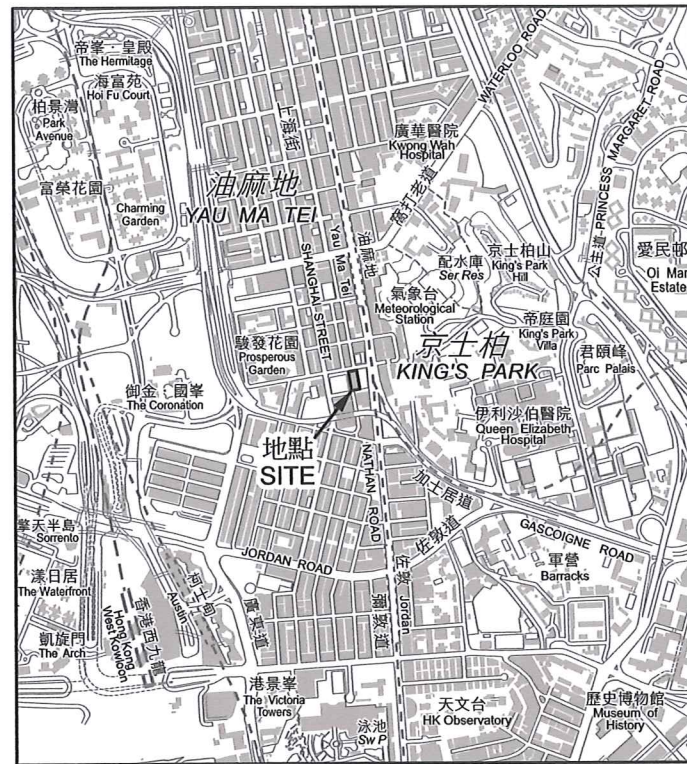 帝峯．皇殿
The Hermitage
海富苑
Hoi Fu Court
柏景灣
Park
Avenue
富榮花園
Charming
Garden
上海街
油麻地
YAU MA TEI
SHANGHAI STREET
Yau Ma Tei
油麻地
廣華醫院
Kwong Wah
Hospital
WATERLOO ROAD
窩打老道
公主道-PRINCESS MARGARET ROAD
配水庫
Ser Res
京士柏山
King's Park
Hill
愛民邨
Oi Man
Estate
氣象台
Meteorological
Station
帝庭園
King's Park
Villa
京士柏
KING'S PARK
君頤峰
Parc Palais
駿發花園
Prosperous
Garden
御金．國峯
The Coronation
伊利沙伯醫院
Queen Elizabeth
Hospital
地點
SITE
NATHAN ROAD
加士居道
GASCOIGNE ROAD
佐敦道
擎天半島
Sorrento
漾日居
The Waterfront
凱旋門
The Arch
JORDAN ROAD
柯士甸
Austin
香港西九龍
Hong Kong
West Kowloon
廣東道
彌敦道
佐敦 Jordan
軍營
Barracks
港景峯
The Victoria
Towers
泳池
Sw P
天文台
HK Observatory
歷史博物館
Museum of
History